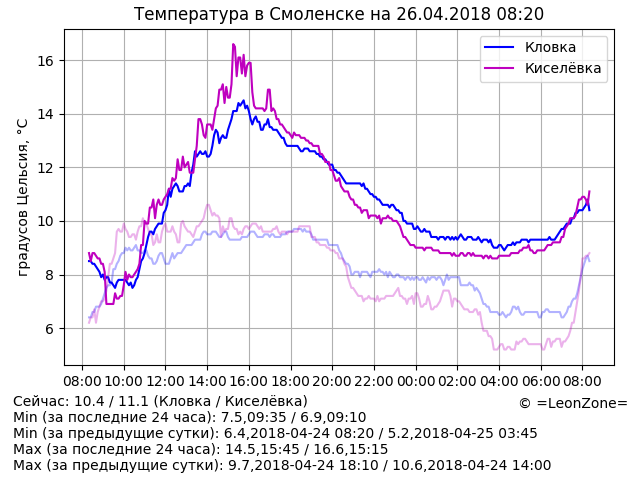 Температура в Смоленске на 26.04.2018 08:20
Кловка
Киселёвка
градусов Цельсия, °C
16
14
12
10
8
6
08:00 10:00 12:00 14:00 16:00 18:00 20:00 22:00 00:00 02:00 04:00 06:00 08:00
Сейчас: 10.4 / 11.1 (Кловка / Киселёвка)
© =LeonZone=
Min (за последние 24 часа): 7.5,09:35 / 6.9,09:10
Min (за предыдущие сутки): 6.4,2018-04-24 08:20 / 5.2,2018-04-25 03:45
Max (за последние 24 часа): 14.5,15:45 / 16.6,15:15
Max (за предыдущие сутки): 9.7,2018-04-24 18:10 / 10.6,2018-04-24 14:00